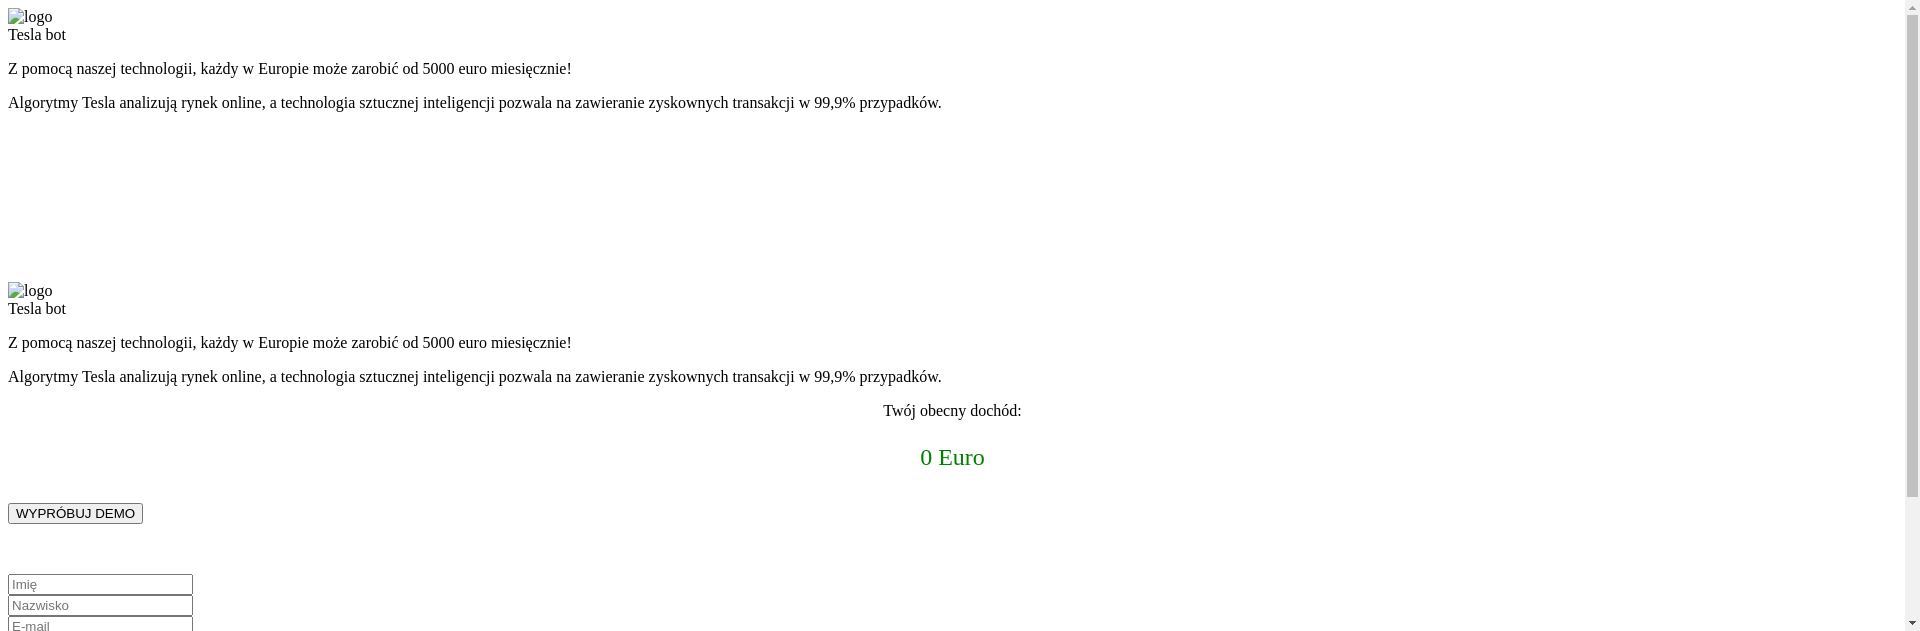 logo
Tesla bot
Z pomocą naszej technologii, każdy w Europie może zarobić od 5000 euro miesięcznie!
Algorytmy Tesla analizują rynek online, a technologia sztucznej inteligencji pozwala na zawieranie zyskownych transakcji w 99,9% przypadków.
logo
Tesla bot
Z pomocą naszej technologii, każdy w Europie może zarobić od 5000 euro miesięcznie!
Algorytmy Tesla analizują rynek online, a technologia sztucznej inteligencji pozwala na zawieranie zyskownych transakcji w 99,9% przypadków.
Twój obecny dochód:
0 Euro
WYPRÓBUJ DEMO
Imię
Nazwisko
E-mail